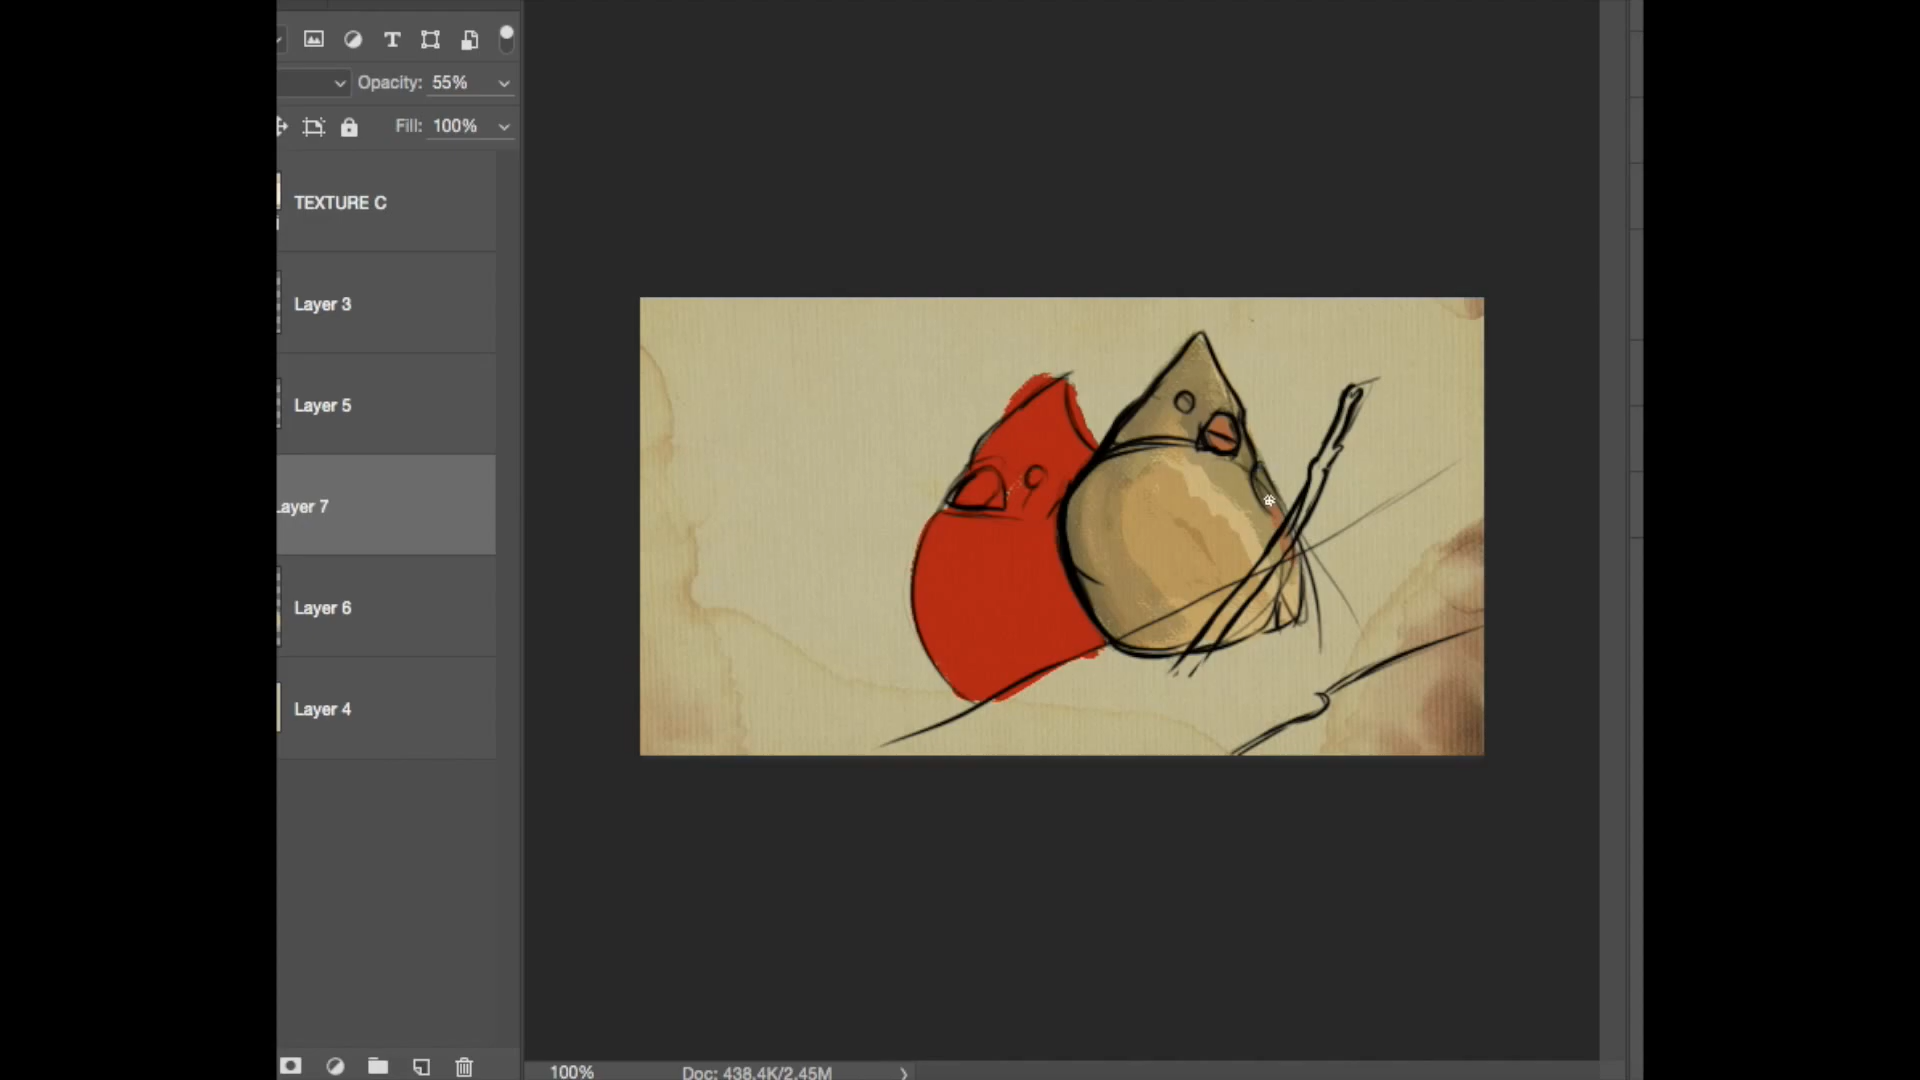 Opacity: 55%
Fill: 100%
TEXTURE C
Layer 3
Layer 5
Layer 7
Layer 6
Layer 4
100% Doc: 438.4K/2.45M